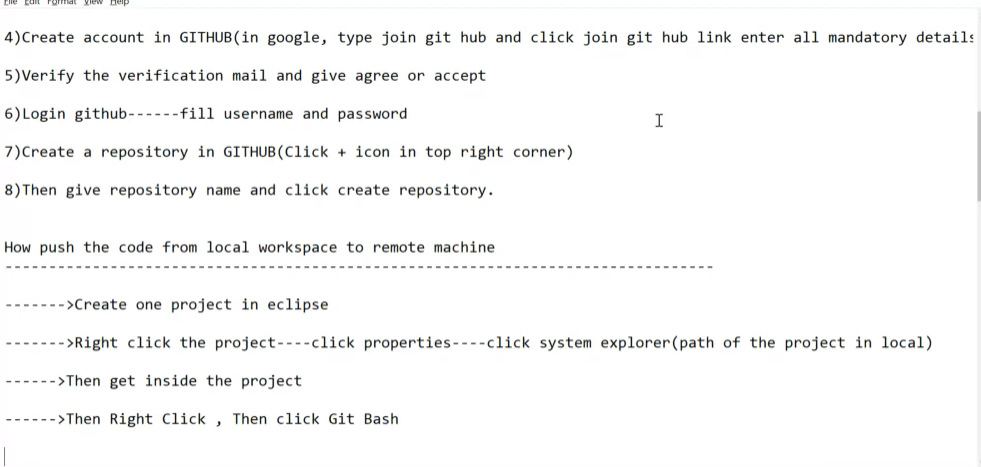 File Edit Format View Help
4)Create account in GITHUB(in google, type join git hub and click join git hub link enter all mandatory details
5)Verify the verification mail and give agree or accept
6)Login github------fill username and password
7)Create a repository in GITHUB(Click + icon in top right corner)
8)Then give repository name and click create repository.
How push the code from local workspace to remote machine
---------------------------------------------------------------------------------
------->Create one project in eclipse
------->Right click the project----click properties----click system explorer(path of the project in local)
------>Then get inside the project
------>Then Right Click , Then click Git Bash